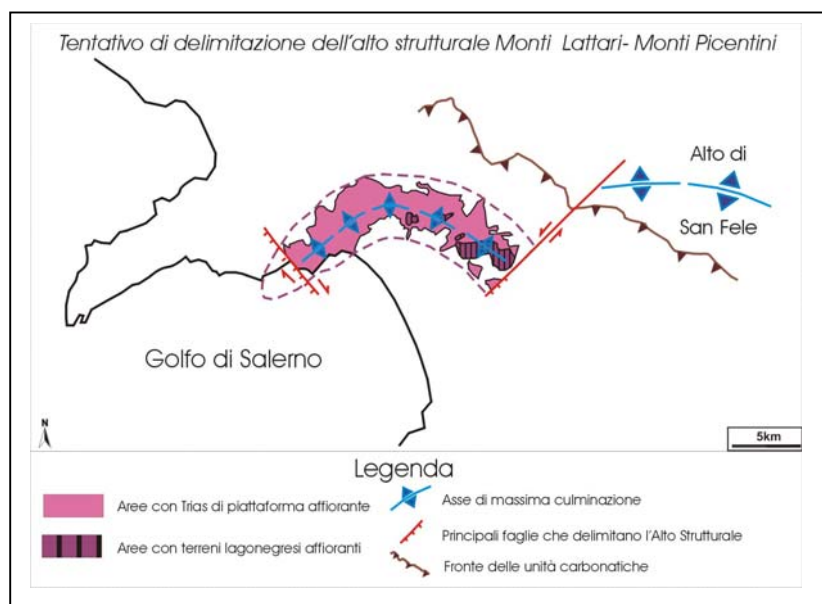 Tentativo di delimitazione dell'alto strutturale Monti Lattari- Monti Picentini
Alto di
San Fele
Golfo di Salerno
N
5km
Legenda
Aree con Trias di piattaforma affiorante
Aree con terreni lagonegresi affioranti
Asse di massima culminazione
Principali faglie che delimitano l'Alto Strutturale
Fronte delle unità carbonatiche